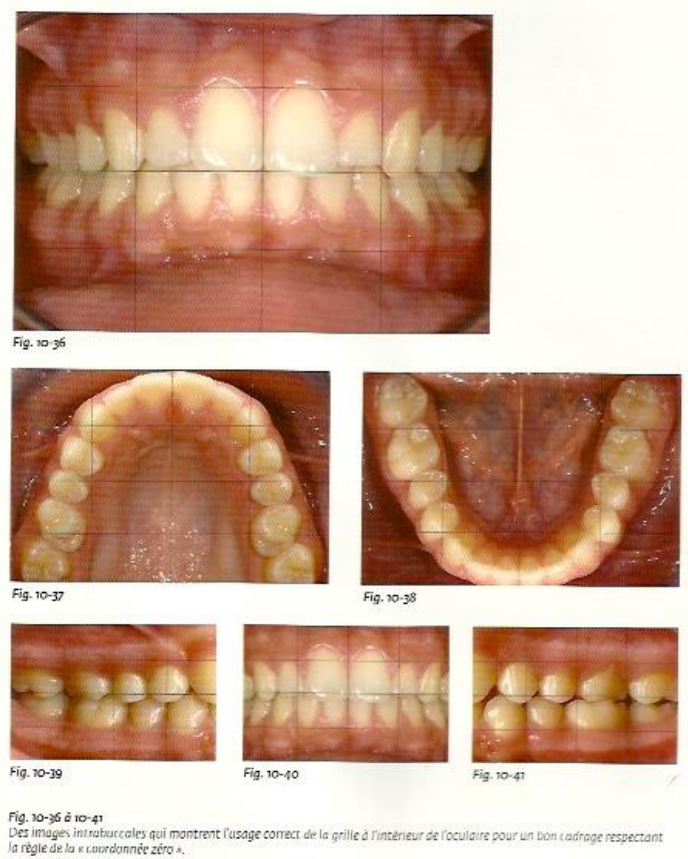 Fig. 10-36
Fig. 10-37
Fig. 10-38
Fig. 10-39
Fig. 10-40
Fig. 10-41
Fig. 10-36 à 10-41
Des images intrabuccales qui montrent l'usage correct de la grille à l'intérieur de l'oculaire pour un bon cadrage respectant
la règle de la « coordonnée zéro ».